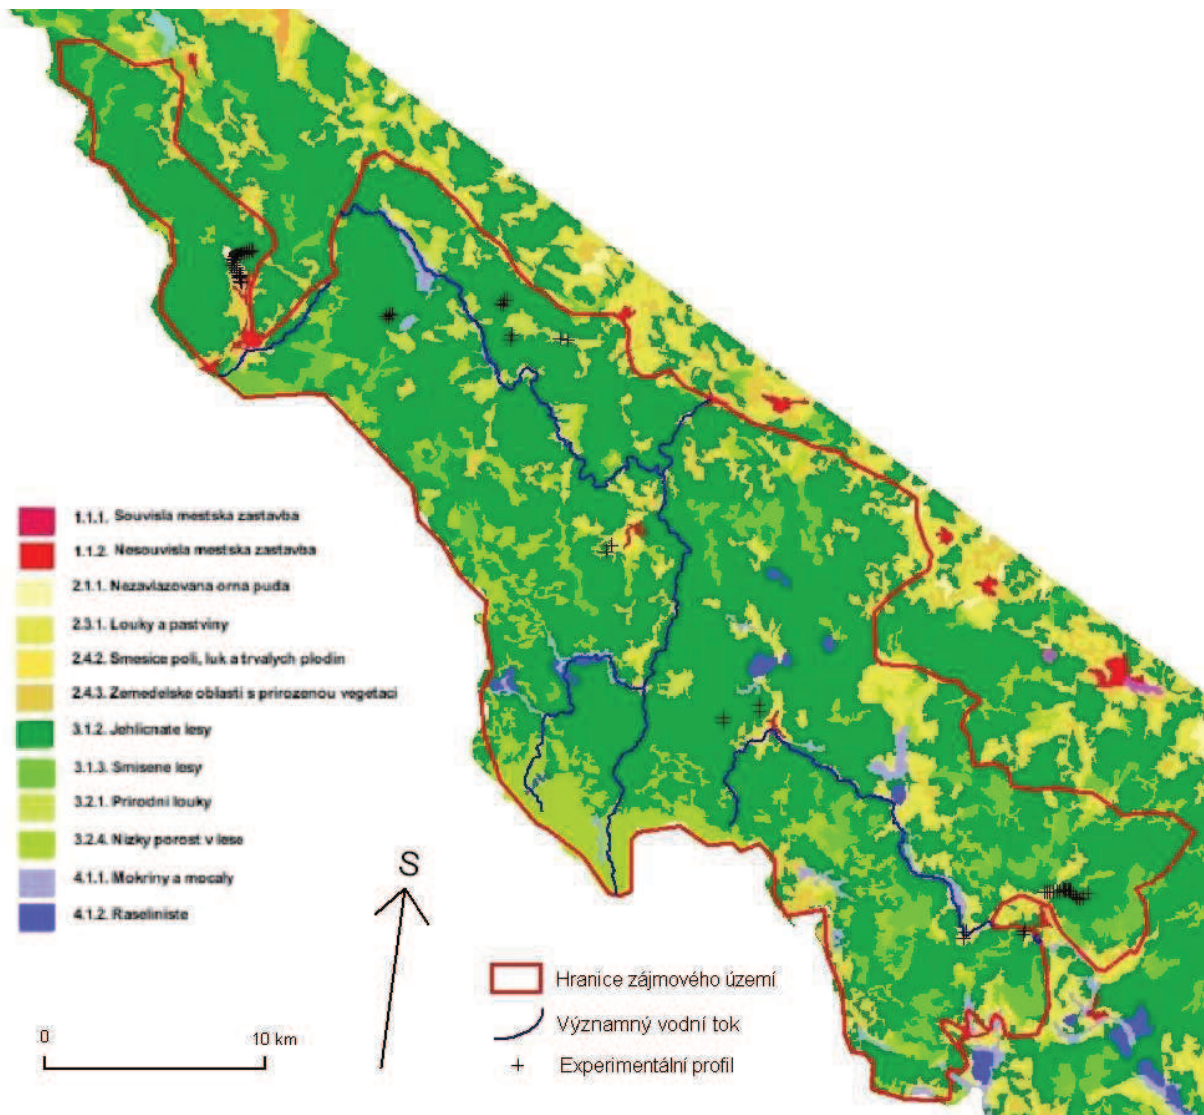 1.1.1. Souvisla mestska zastavba
1.1.2. Nesouvisla mestska zastavba
2.1.1. Nezavlazovana orna puda
2.3.1. Louky a pastviny
2.4.2. Smesice poli, luk a trvalych plodin
2.4.3. Zemedelske oblasti s prirozenou vegetaci
3.1.2. Jehlicnate lesy
3.1.3. Smisene lesy
3.2.1. Prirodni louky
3.2.4. Nizky porost v lese
4.1.1. Mokriny a mocaly
4.1.2. Raseliniste
S
0 10 km
Hranice zájmového území
Významný vodní tok
Experimentální profil